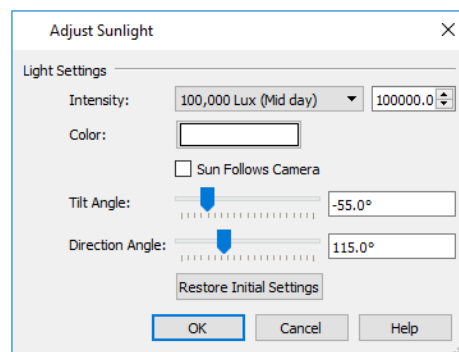 Adjust Sunlight
Light Settings
Intensity: 100,000 Lux (Mid day) 100000.0
Color:
Sun Follows Camera
Tilt Angle: -55.0°
Direction Angle: 115.0°
Restore Initial Settings
OK Cancel Help